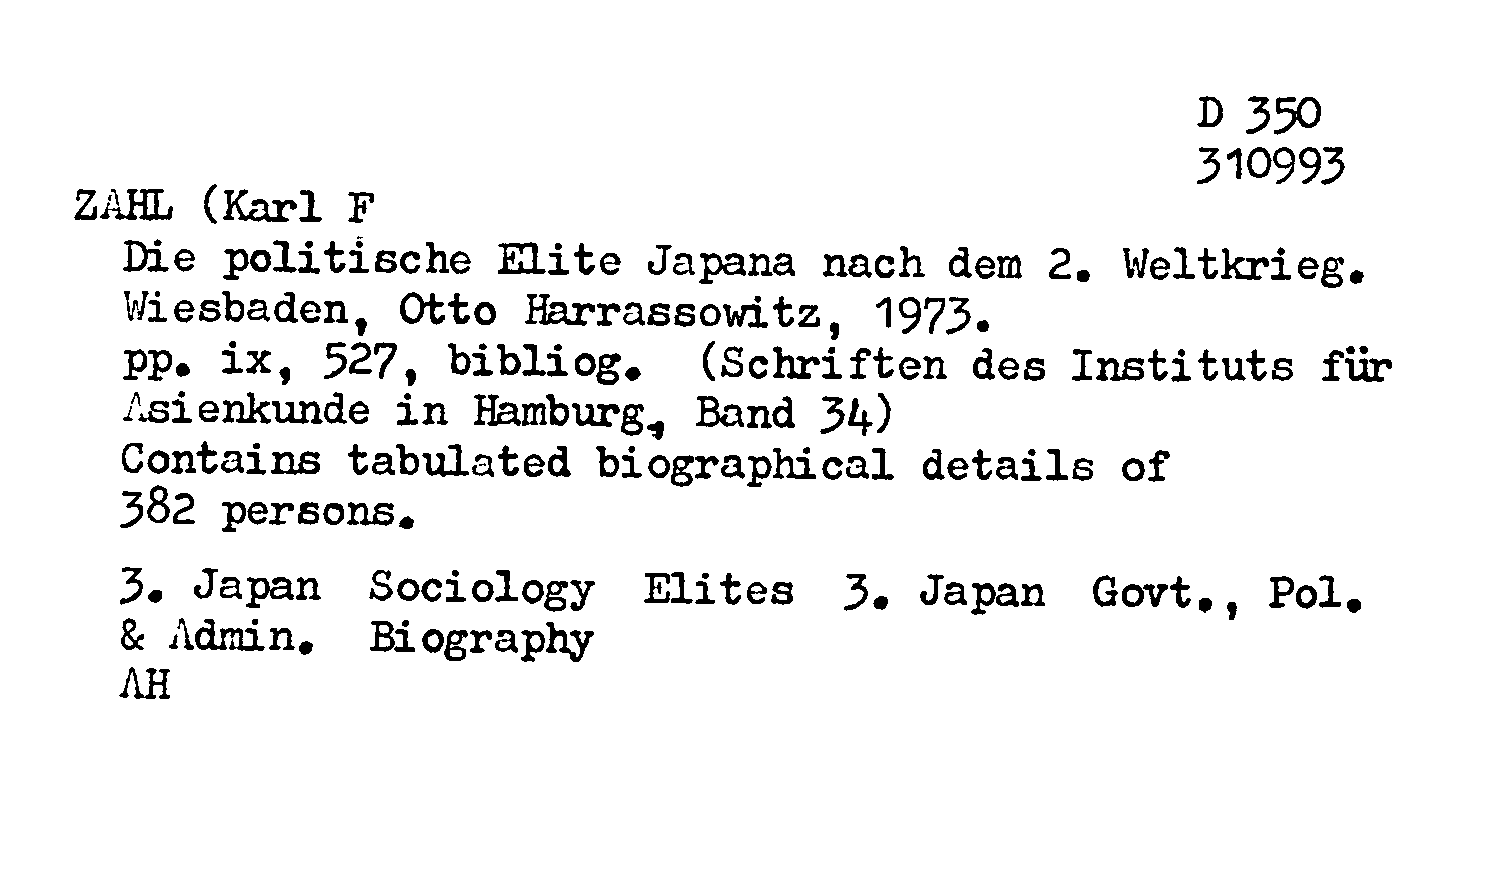 D 350
310993
ZAHL (Karl F
Die politische Elite Japana nach dem 2. Weltkrieg.
Wiesbaden, Otto Harrassowitz, 1973.
pp. ix, 527, bibliog. (Schriften des Instituts für
Asienkunde in Hamburg, Band 34)
Contains tabulated biographical details of
382 persons.
3. Japan Sociology Elites 3. Japan Govt., Pol.
& Admin. Biography
AH